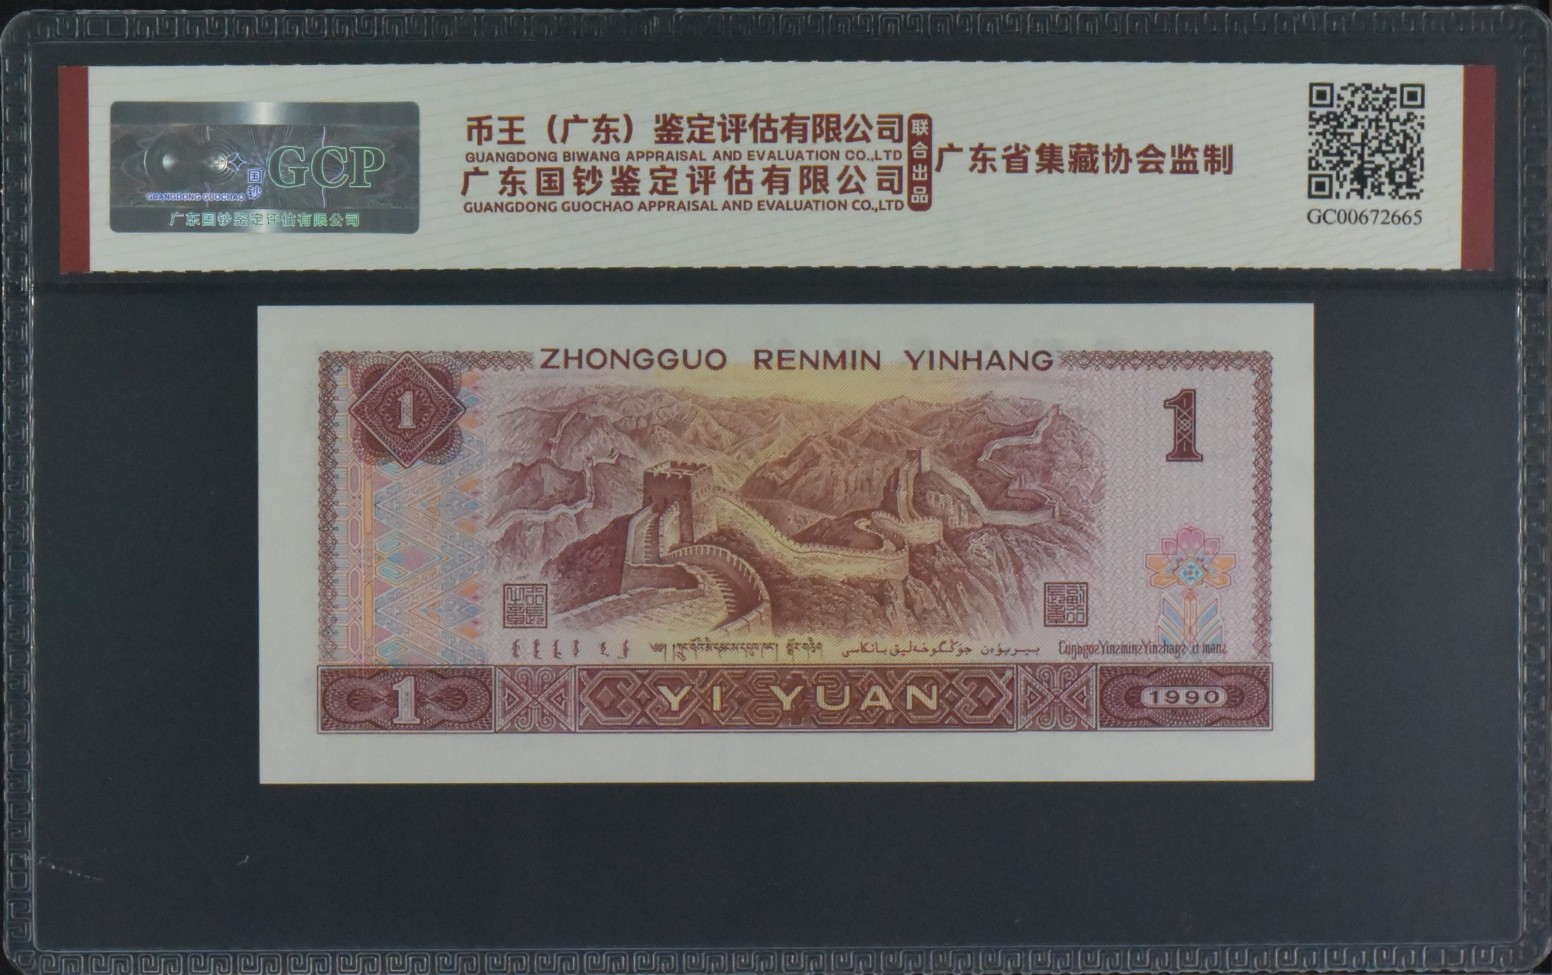 币王（广东）鉴定评估有限公司
GUANGDONG BIWANG APPRAISAL AND EVALUATION CO.,LTD
广东国钞鉴定评估有限公司
GUANGDONG GUOCHAO APPRAISAL AND EVALUATION CO.,LTD
联合出品
广东省集藏协会监制
GC00672665
国钞
GCP
GUANGDONG GUOCHAO
广东国钞鉴定评估有限公司
ZHONGGUO RENMIN YINHANG
1
1
1
YI YUAN
1990